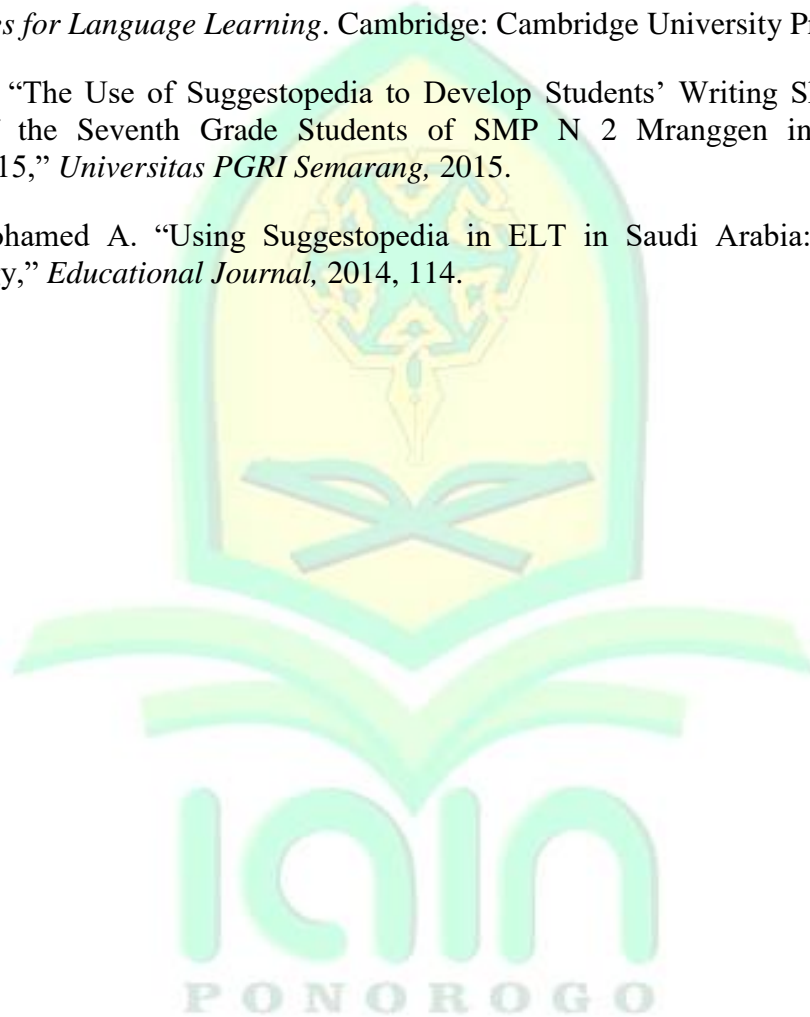 es for Language Learning. Cambridge: Cambridge University P
“The Use of Suggestopedia to Develop Students’ Writing S
the Seventh Grade Students of SMP N 2 Mranggen in
15,” Universitas PGRI Semarang, 2015.
ohamed A. “Using Suggestopedia in ELT in Saudi Arabia:
y,” Educational Journal, 2014, 114.
iain
PONOROGO